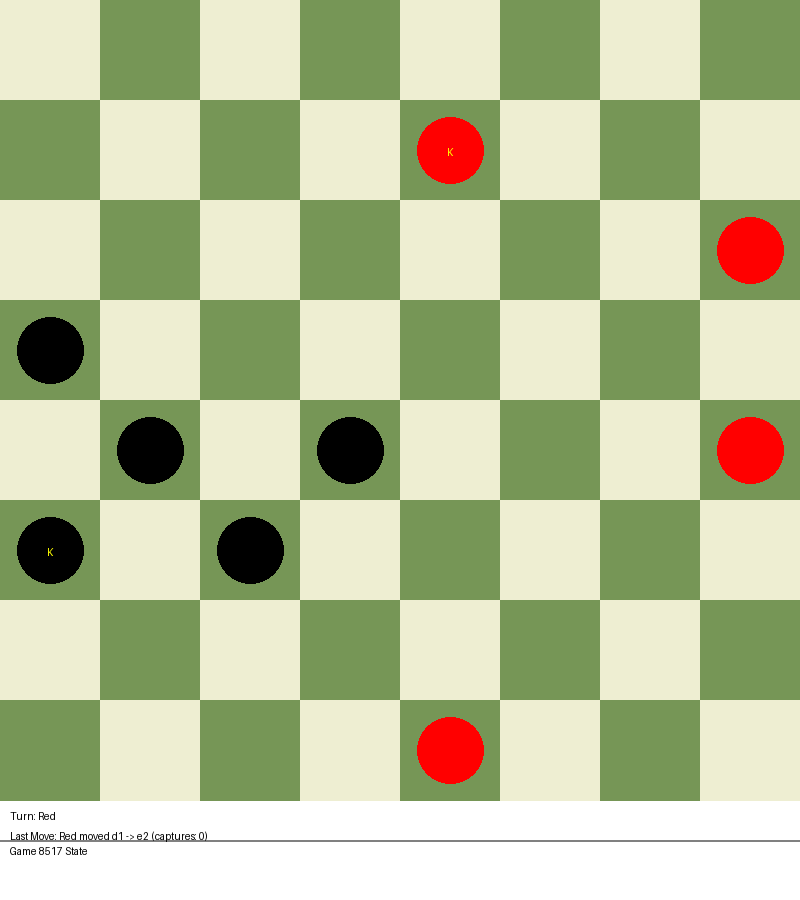 K
K
Turn: Red
Last Move: Red moved d1 -> e2 (captures: 0)
Game 8517 State